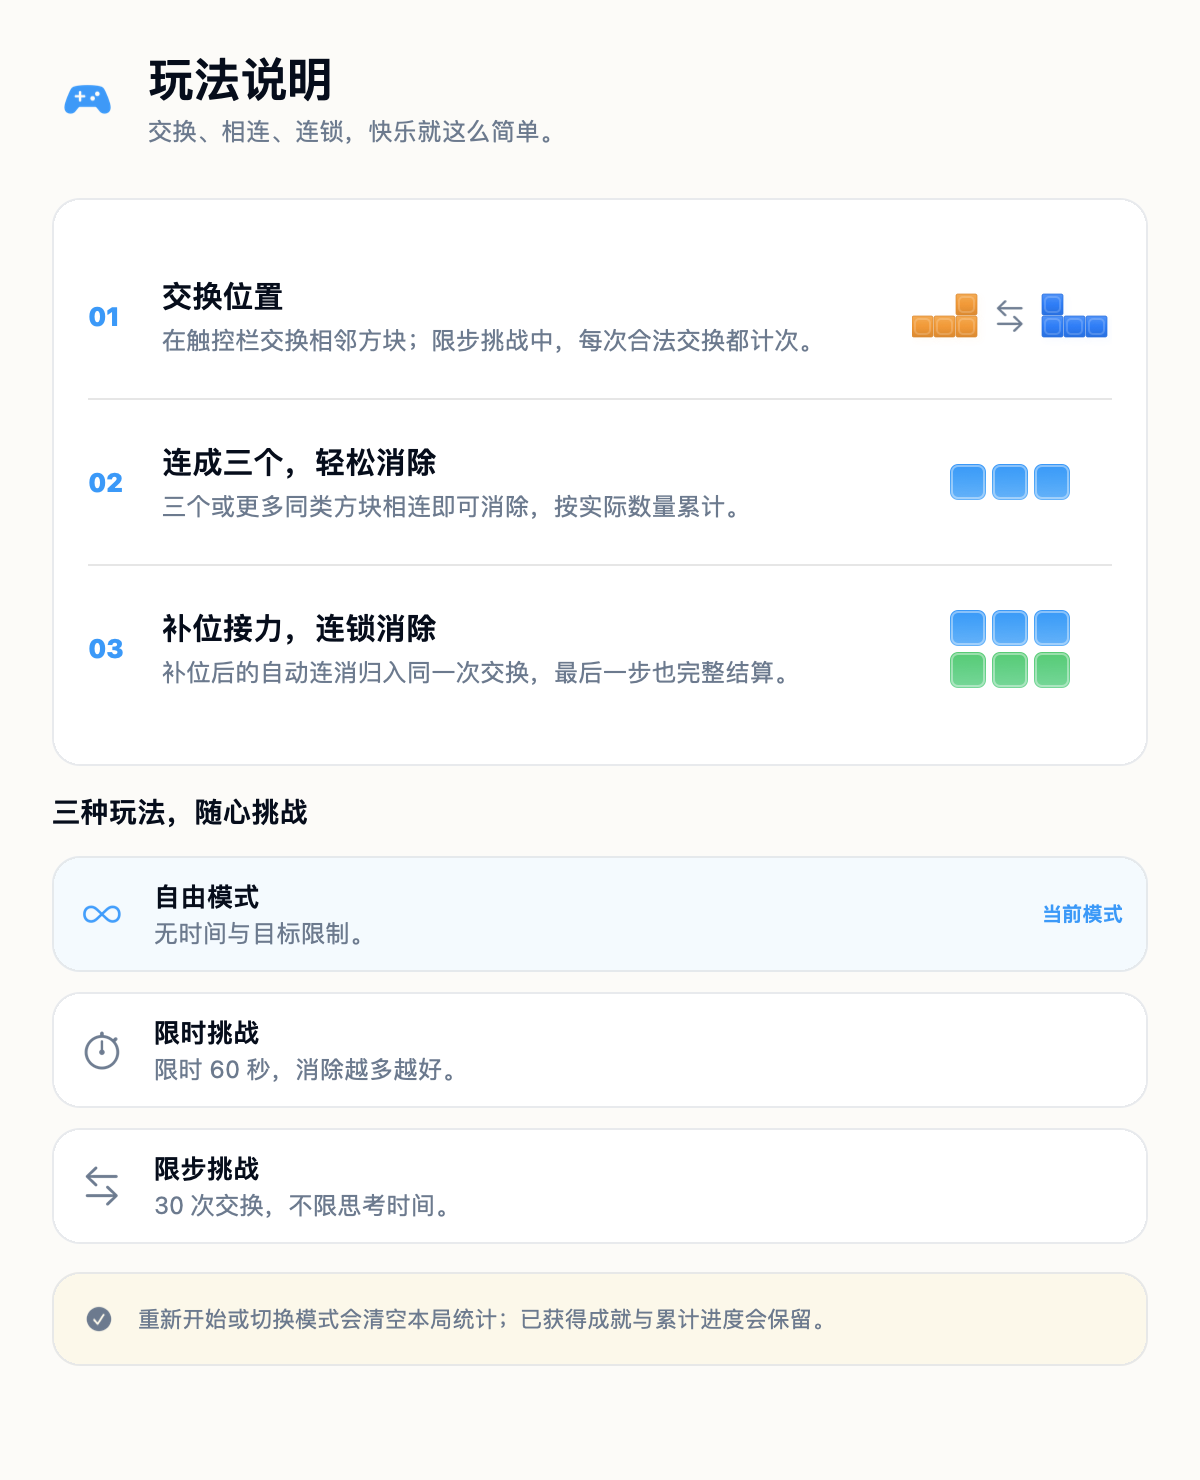 玩法说明
交换、相连、连锁，快乐就这么简单。
01
交换位置
在触控栏交换相邻方块；限步挑战中，每次合法交换都计次。
02
连成三个，轻松消除
三个或更多同类方块相连即可消除，按实际数量累计。
03
补位接力，连锁消除
补位后的自动连消归入同一次交换，最后一步也完整结算。
三种玩法，随心挑战
自由模式
无时间与目标限制。
当前模式
限时挑战
限时 60 秒，消除越多越好。
限步挑战
30 次交换，不限思考时间。
重新开始或切换模式会清空本局统计；已获得成就与累计进度会保留。